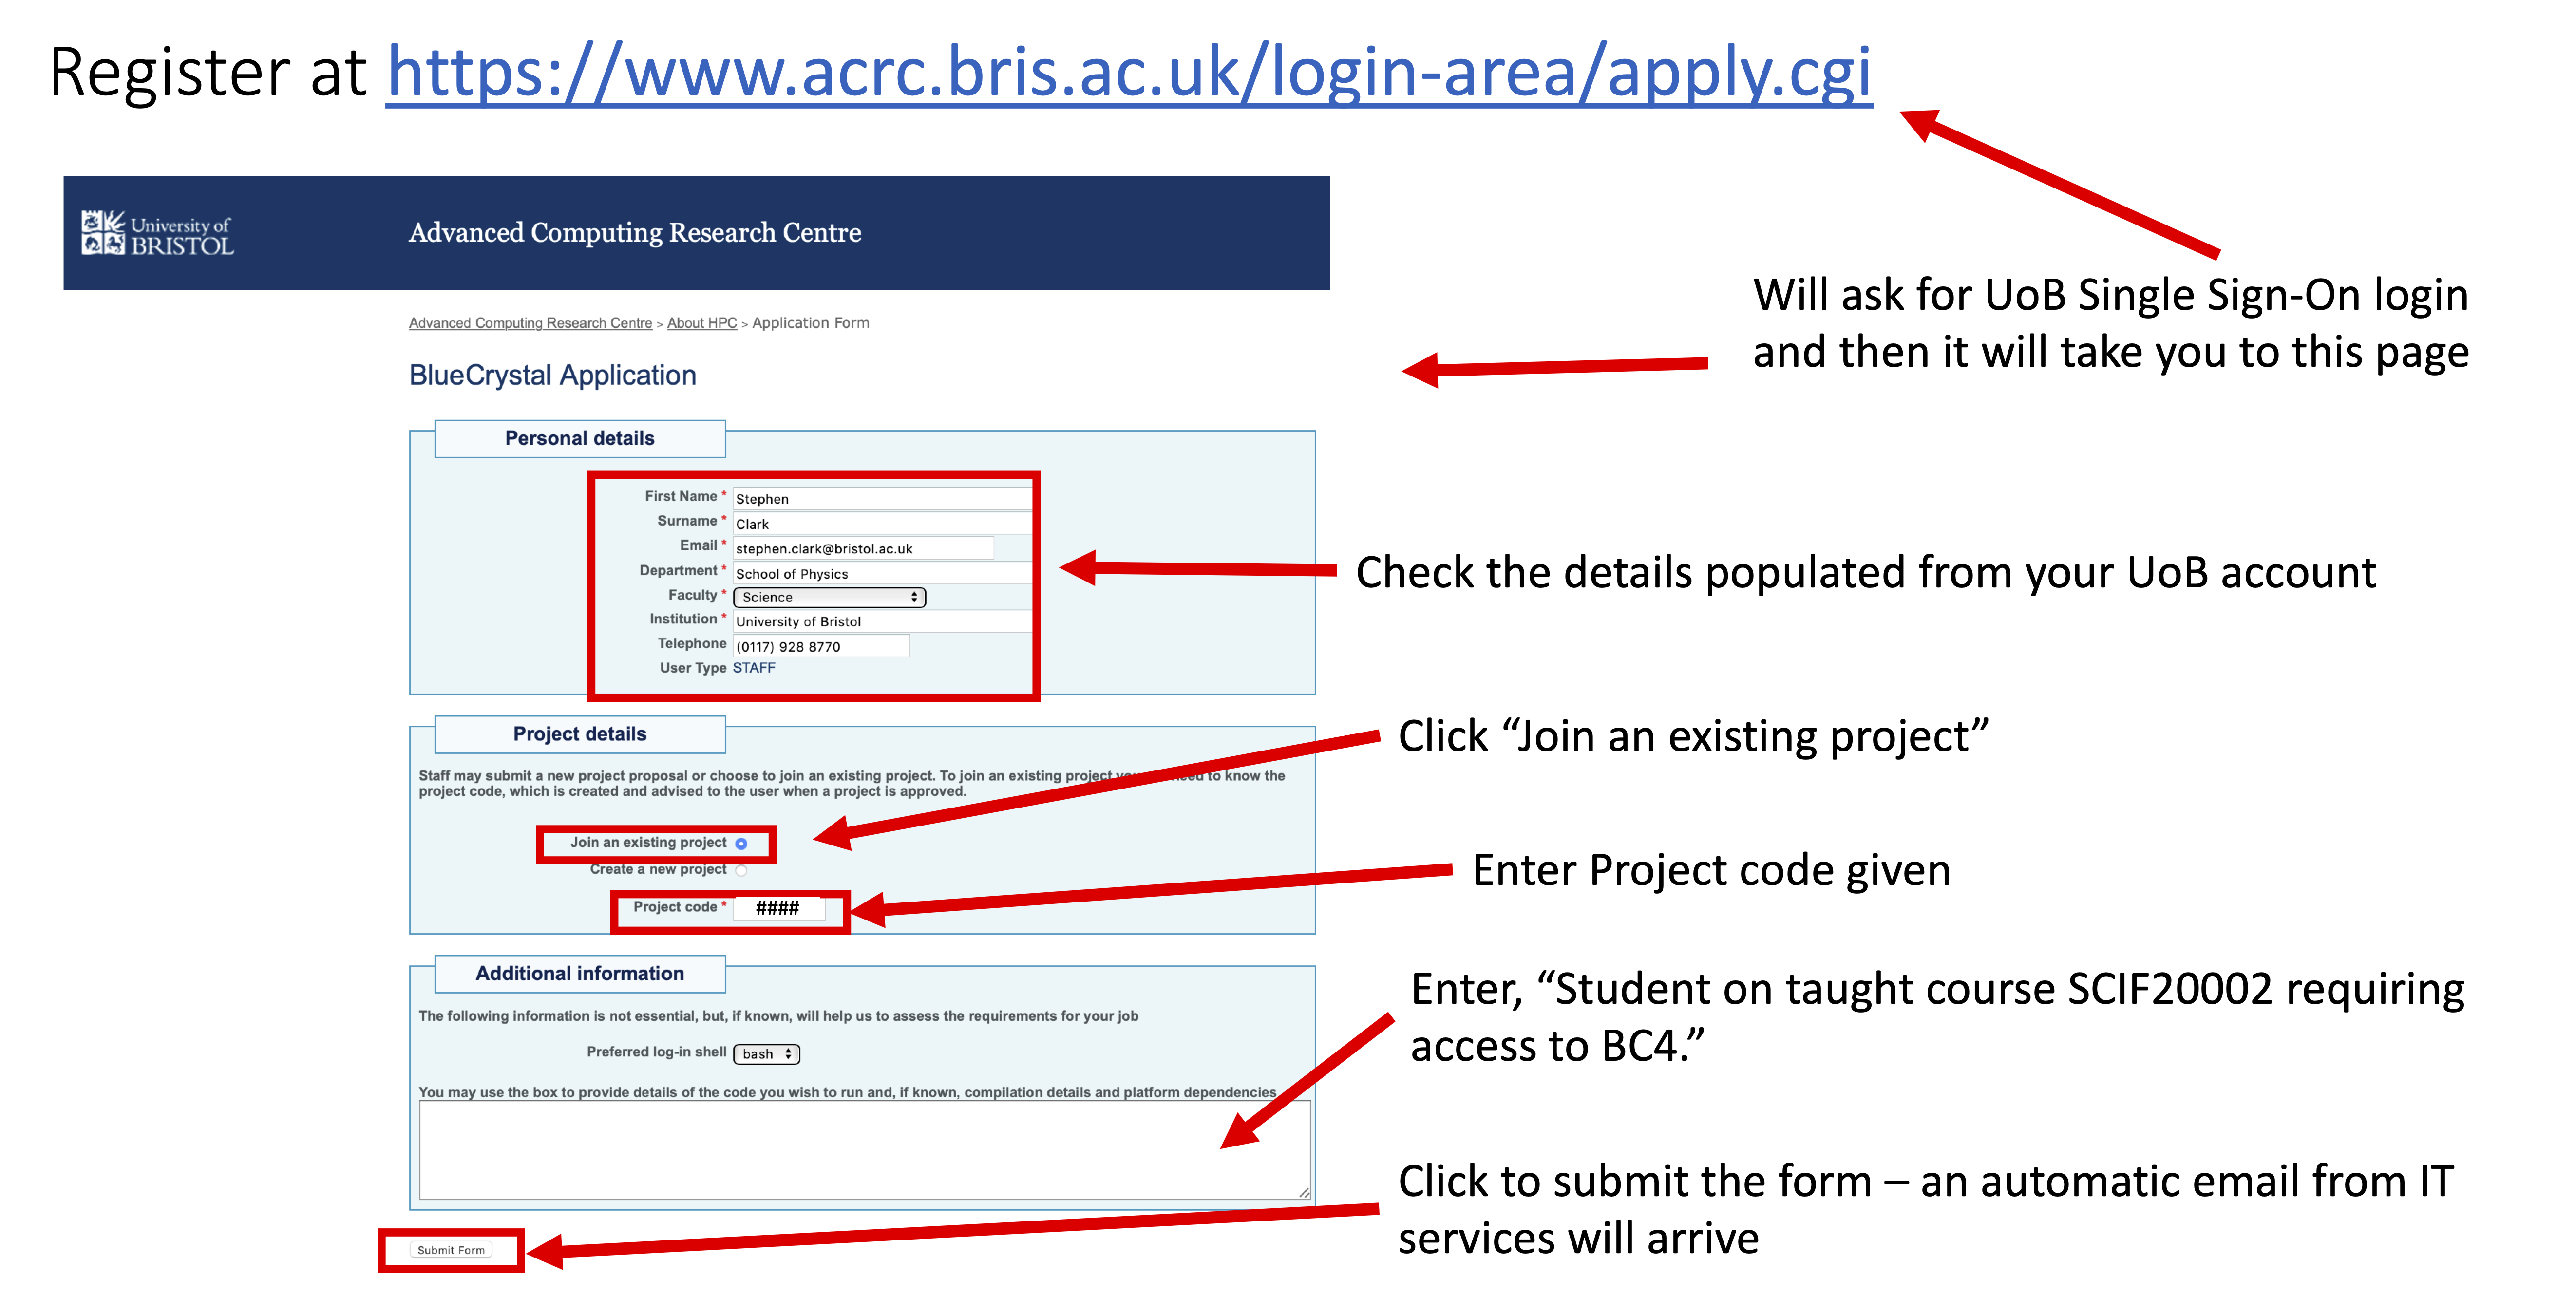 Register at https://www.acrc.bris.ac.uk/login-area/apply.cgi
University of
BRISTOL
Advanced Computing Research Centre
Will ask for UoB Single Sign-On login
and then it will take you to this page
Advanced Computing Research Centre > About HPC > Application Form
BlueCrystal Application
Personal details
First Name * Stephen
Surname * Clark
Email * stephen.clark@bristol.ac.uk
Department * School of Physics
Faculty * Science
Institution * University of Bristol
Telephone (0117) 928 8770
User Type STAFF
Check the details populated from your UoB account
Project details
Click “Join an existing project”
Staff may submit a new project proposal or choose to join an existing project. To join an existing project to know the
project code, which is created and advised to the user when a project is approved.
Join an existing project
Create a new project
Enter Project code given
Project code * ####
Additional information
Enter, “Student on taught course SCIF20002 requiring
access to BC4.”
The following information is not essential, but, if known, will help us to assess the requirements for your job
Preferred log-in shell bash
You may use the box to provide details of the code you wish to run and, if known, compilation details and platform dependencies
Click to submit the form – an automatic email from IT
services will arrive
Submit Form